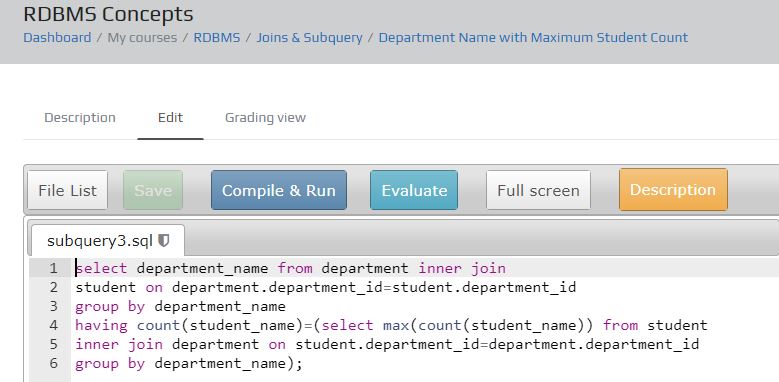 RDBMS Concepts
Dashboard / My courses / RDBMS / Joins & Subquery / Department Name with Maximum Student Count
Description Edit Grading view
File List Save Compile & Run Evaluate Full screen Description
subquery3.sql
1 select department_name from department inner join
2 student on department.department_id=student.department_id
3 group by department_name
4 having count(student_name)=(select max(count(student_name)) from student
5 inner join department on student.department_id=department.department_id
6 group by department_name);